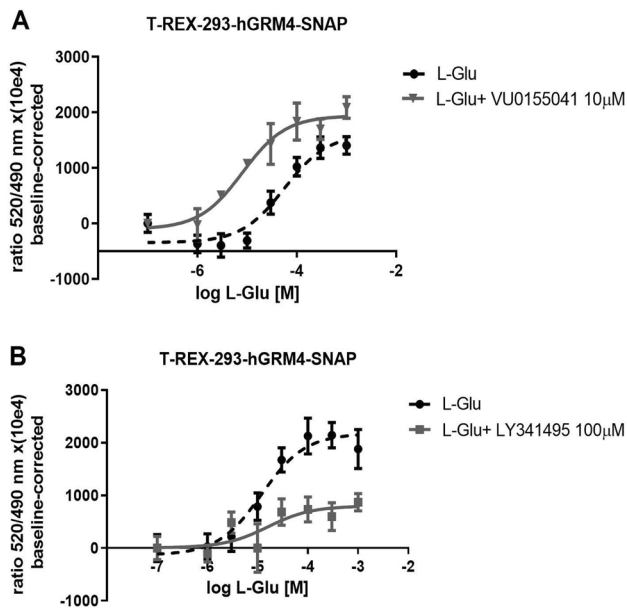 A
T-REX-293-hGRM4-SNAP
ratio 520/490 nm x(10e4)
baseline-corrected
3000
2000
1000
0
-1000
-6
-4
-2
log L-Glu [M]
L-Glu
L-Glu+ VU0155041 10µM
B
T-REX-293-hGRM4-SNAP
ratio 520/490 nm x(10e4)
baseline-corrected
3000
2000
1000
0
-1000
-7
-6
-5
-4
-3
-2
log L-Glu [M]
L-Glu
L-Glu+ LY341495 100µM